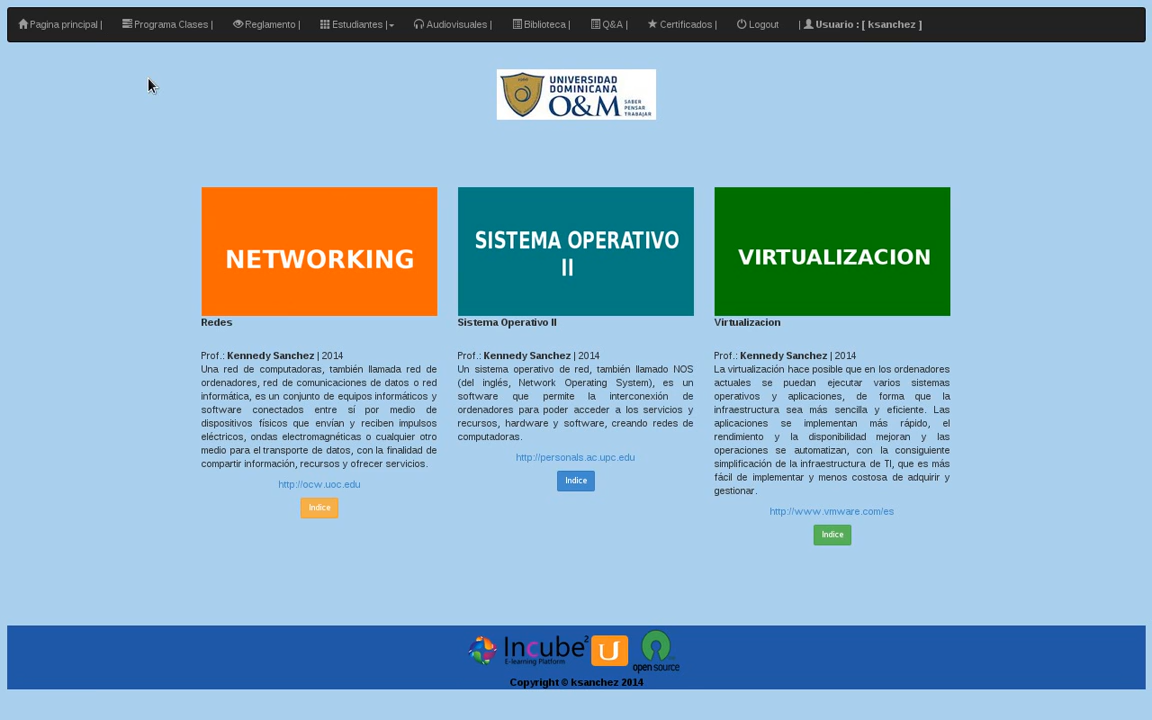 Pagina principal | Programa Clases | Reglamento | Estudiantes | Audiovisuales | Biblioteca | Q&A | Certificados | Logout | Usuario : [ ksanchez ]
UNIVERSIDAD
DOMINICANA
O&M
SABER
PENSAR
TRABAJAR
NETWORKING
Redes
Prof.: Kennedy Sanchez | 2014
Una red de computadoras, también llamada red de
ordenadores, red de comunicaciones de datos o red
informática, es un conjunto de equipos informáticos y
software conectados entre sí por medio de
dispositivos físicos que envían y reciben impulsos
eléctricos, ondas electromagnéticas o cualquier otro
medio para el transporte de datos, con la finalidad de
compartir información, recursos y ofrecer servicios.
http://ocw.uoc.edu
Indice
SISTEMA OPERATIVO
II
Sistema Operativo II
Prof.: Kennedy Sanchez | 2014
Un sistema operativo de red, también llamado NOS
(del inglés, Network Operating System), es un
software que permite la interconexión de
ordenadores para poder acceder a los servicios y
recursos, hardware y software, creando redes de
computadoras.
http://personals.ac.upc.edu
Indice
VIRTUALIZACION
Virtualizacion
Prof.: Kennedy Sanchez | 2014
La virtualización hace posible que en los ordenadores
actuales se puedan ejecutar varios sistemas
operativos y aplicaciones, de forma que la
infraestructura sea más sencilla y eficiente. Las
aplicaciones se implementan más rápido, el
rendimiento y la disponibilidad mejoran y las
operaciones se automatizan, con la consiguiente
simplificación de la infraestructura de TI, que es más
fácil de implementar y menos costosa de adquirir y
gestionar.
http://www.vmware.com/es
Indice
Incube2
E-learning Platform
U
open source
Copyright © ksanchez 2014